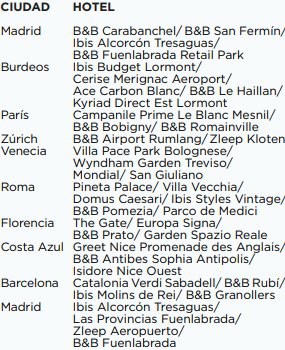 CIUDAD HOTEL
Madrid B&B Carabanchel/ B&B San Fermín/
Ibis Alcorcón Tresaguas/
B&B Fuenlabrada Retail Park
Burdeos Ibis Budget Lormont/
Cerise Merignac Aeroport/
Ace Carbon Blanc/ B&B Le Haillan/
Kyriad Direct Est Lormont
París Campanile Prime Le Blanc Mesnil/
B&B Bobigny/ B&B Romainville
Zúrich B&B Airport Rumlang/ Zleep Kloten
Venecia Villa Pace Park Bolognese/
Wyndham Garden Treviso/
Mondial/ San Giuliano
Roma Pineta Palace/ Villa Vecchia/
Domus Caesari/ Ibis Styles Vintage/
B&B Pomezia/ Parco de Medici
Florencia The Gate/ Europa Signa/
B&B Prato/ Garden Spazio Reale
Costa Azul Greet Nice Promenade des Anglais/
B&B Antibes Sophia Antipolis/
Isidore Nice Ouest
Barcelona Catalonia Verdi Sabadell/ B&B Rubí/
Ibis Molins de Rei/ B&B Granollers
Madrid Ibis Alcorcón Tresaguas/
Las Provincias Fuenlabrada/
Zleep Aeropuerto/
B&B Fuenlabrada